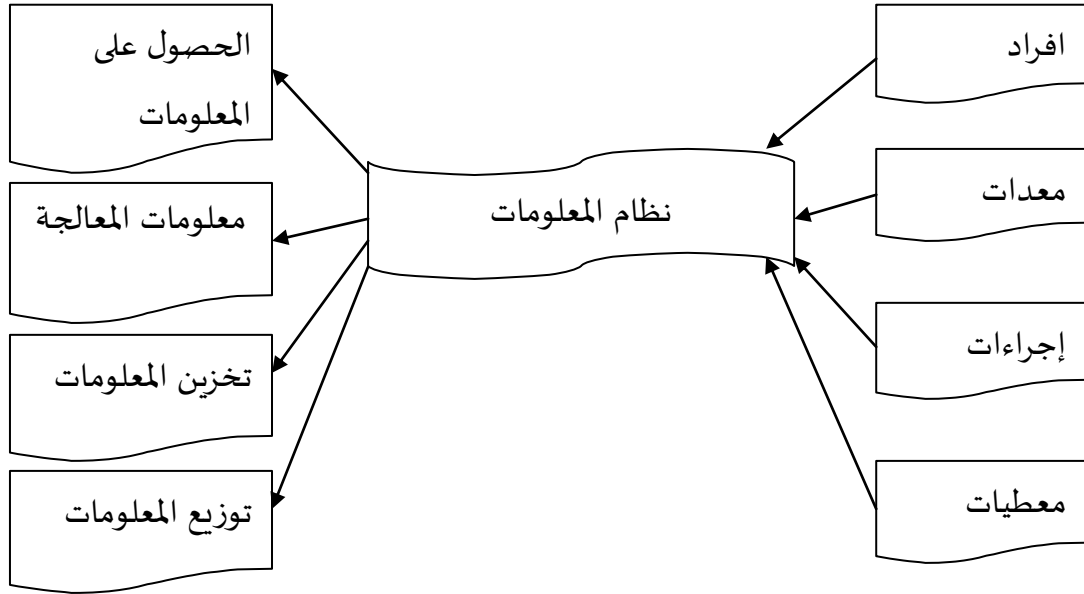 افراد
معدات
إجراءات
معطيات
نظام المعلومات
الحصول على
المعلومات
معلومات المعالجة
تخزين المعلومات
توزيع المعلومات